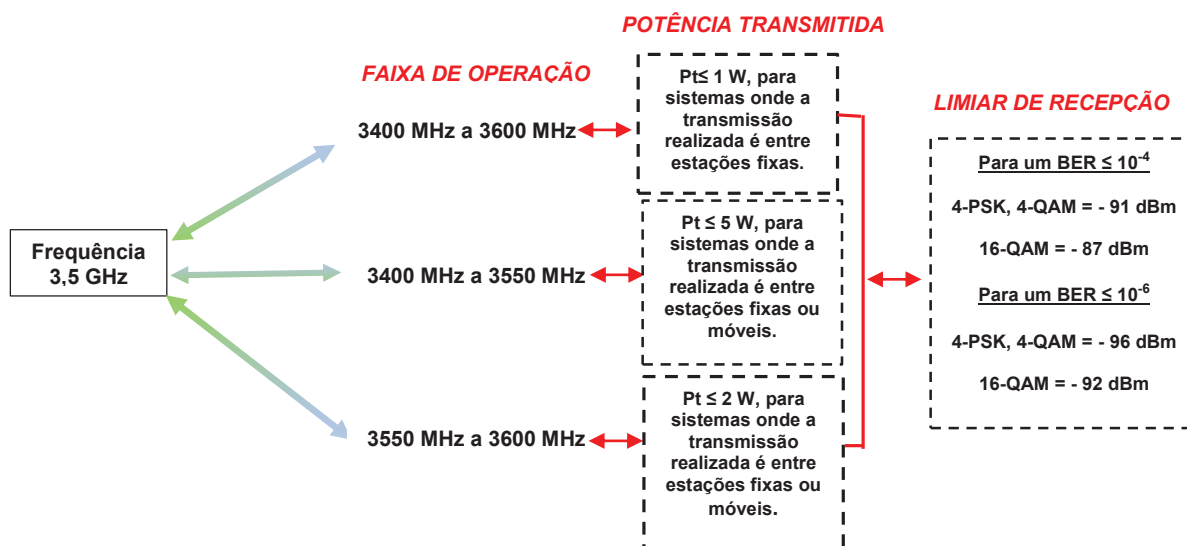 POTÊNCIA TRANSMITIDA
FAIXA DE OPERAÇÃO
LIMIAR DE RECEPÇÃO
Frequência
3,5 GHz
3400 MHz a 3600 MHz
Pt≤ 1 W, para
sistemas onde a
transmissão
realizada é entre
estações fixas.
3400 MHz a 3550 MHz
Pt ≤ 5 W, para
sistemas onde a
transmissão
realizada é entre
estações fixas ou
móveis.
3550 MHz a 3600 MHz
Pt ≤ 2 W, para
sistemas onde a
transmissão
realizada é entre
estações fixas ou
móveis.
Para um BER ≤ 10⁻⁴
4-PSK, 4-QAM = - 91 dBm
16-QAM = - 87 dBm
Para um BER ≤ 10⁻⁶
4-PSK, 4-QAM = - 96 dBm
16-QAM = - 92 dBm